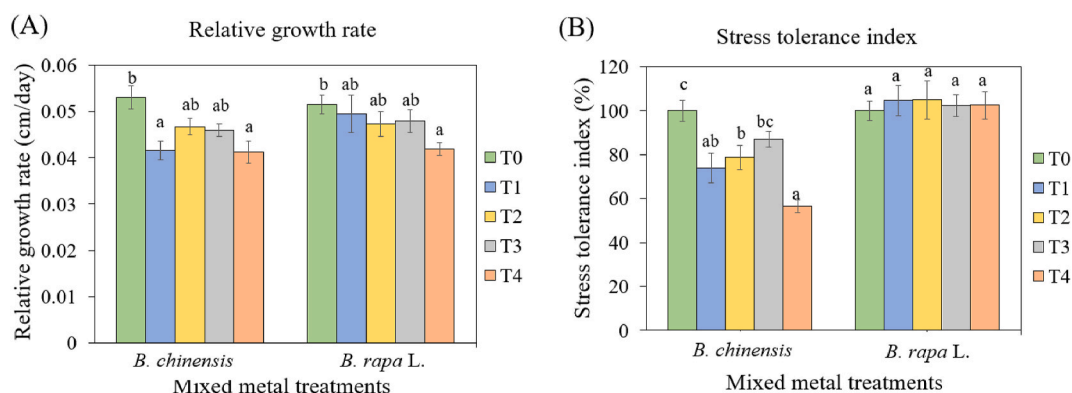 (A)
Relative growth rate
Relative growth rate (cm/day)
0.06
0.05
0.04
0.03
0.02
0.01
0
b
a
ab
ab
a
b
ab
ab
ab
a
T0
T1
T2
T3
T4
B. chinensis
B. rapa L.
Mixed metal treatments
(B)
Stress tolerance index
Stress tolerance index (%)
120
100
80
60
40
20
0
c
ab
b
bc
a
a
a
a
a
a
T0
T1
T2
T3
T4
B. chinensis
B. rapa L.
Mixed metal treatments